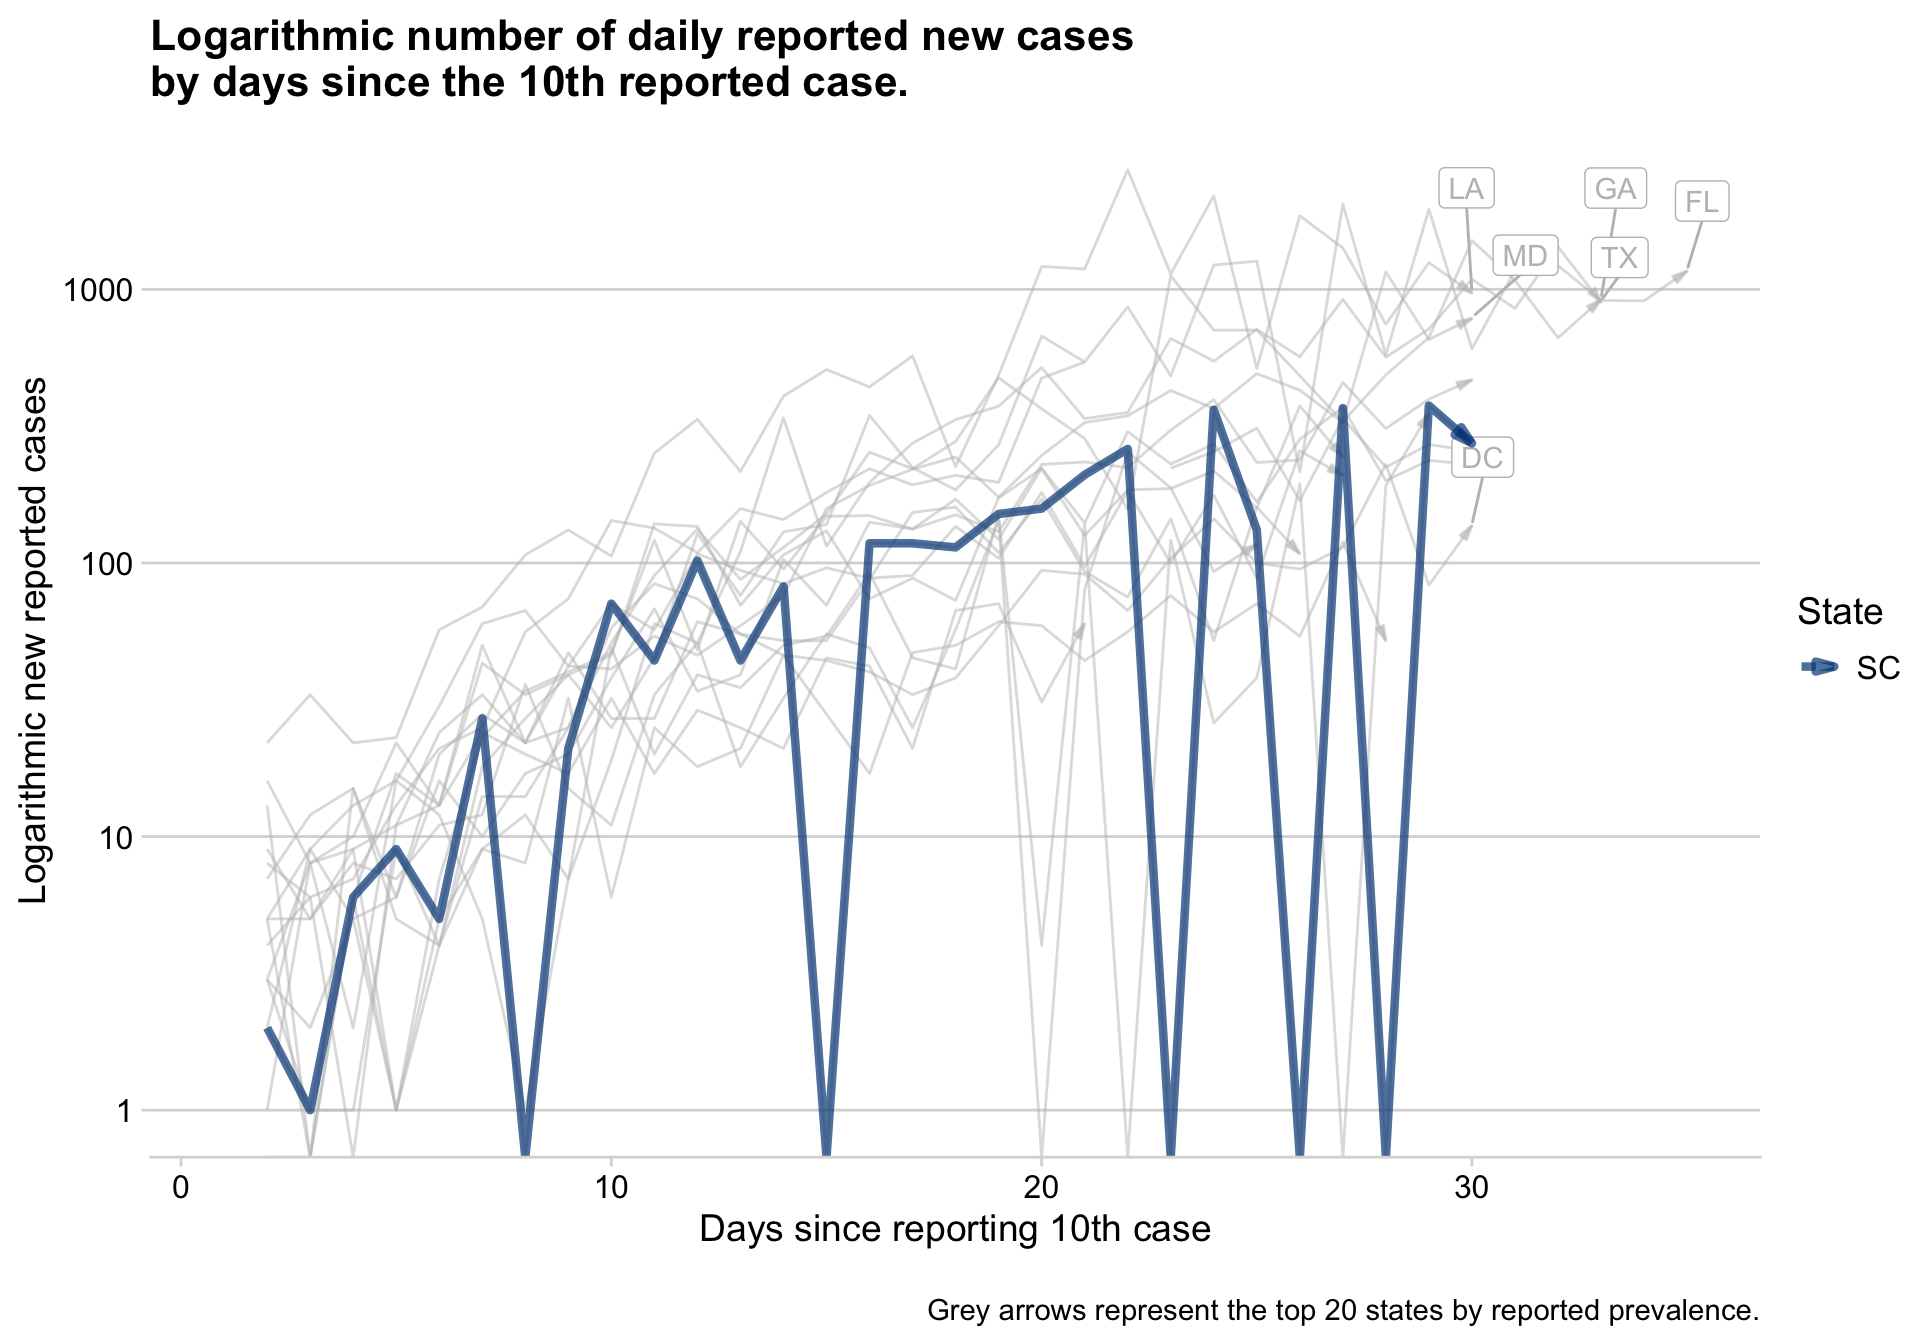 Logarithmic number of daily reported new cases
by days since the 10th reported case.
LA
GA
FL
MD
TX
1000
DC
100
10
1
Logarithmic new reported cases
State
SC
0
10
20
30
Days since reporting 10th case
Grey arrows represent the top 20 states by reported prevalence.